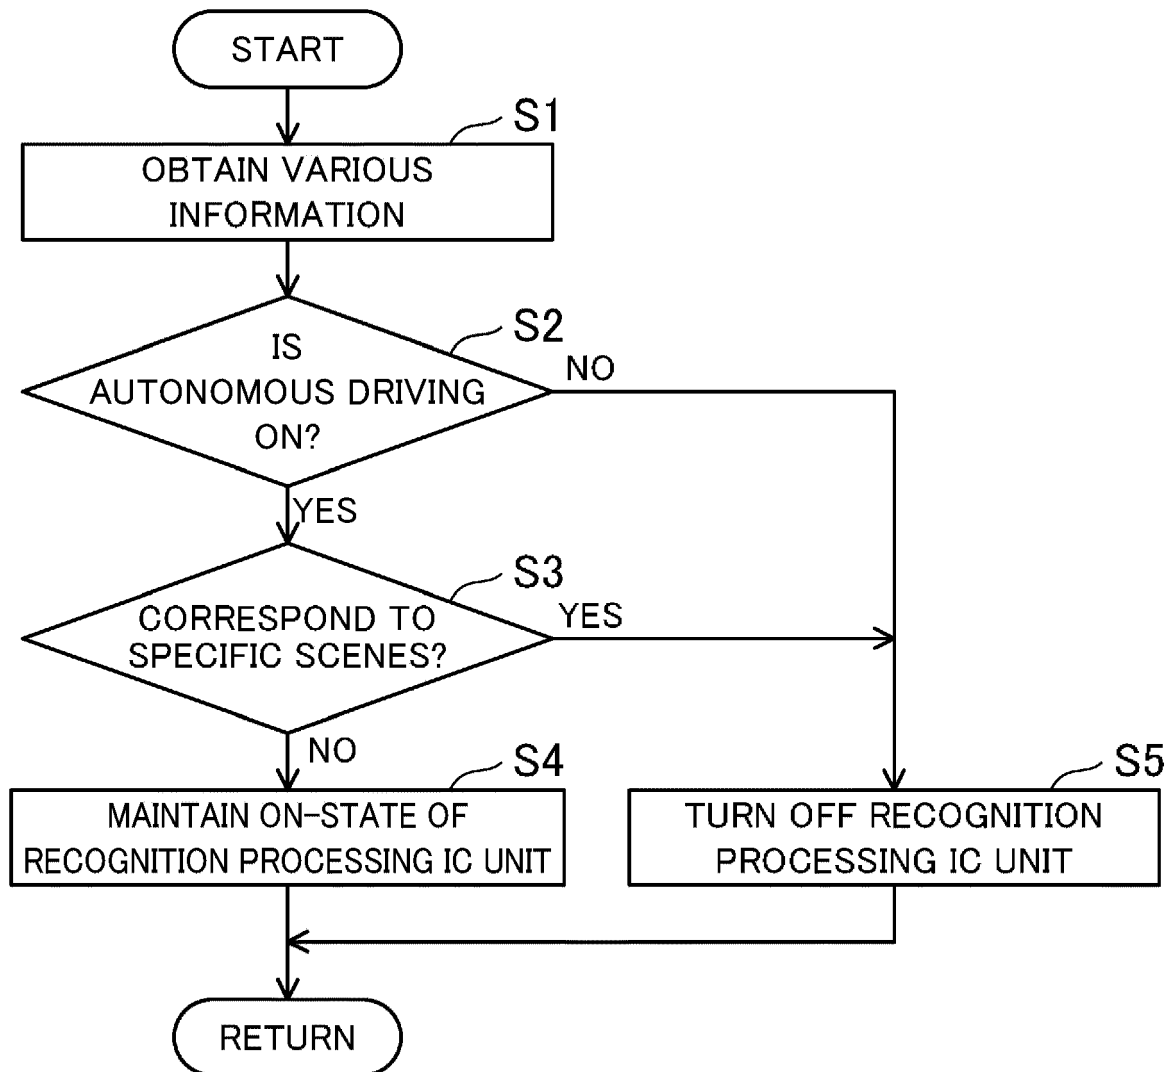 START
S1
OBTAIN VARIOUS
INFORMATION
S2
IS
AUTONOMOUS DRIVING
ON?
NO
YES
S3
CORRESPOND TO
SPECIFIC SCENES?
YES
NO
S4
MAINTAIN ON-STATE OF
RECOGNITION PROCESSING IC UNIT
S5
TURN OFF RECOGNITION
PROCESSING IC UNIT
RETURN